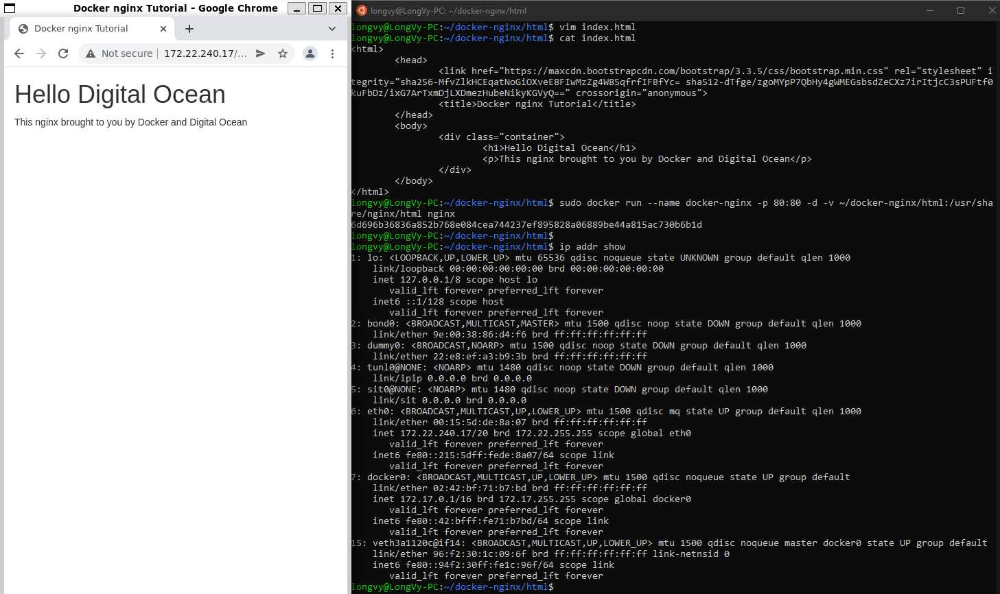 Docker nginx Tutorial - Google Chrome
Docker nginx Tutorial
Not secure | 172.22.240.17/...
Hello Digital Ocean
This nginx brought to you by Docker and Digital Ocean
longvy@LongVy-PC: ~/docker-nginx/html
longvy@LongVy-PC:~/docker-nginx/html$ vim index.html
longvy@LongVy-PC:~/docker-nginx/html$ cat index.html
<html>
<head>
<link href="https://maxcdn.bootstrapcdn.com/bootstrap/3.3.5/css/bootstrap.min.css" rel="stylesheet" i
tegrity="sha256-MfvZlkHCEqatNoGiOXveE8FIwMzZg4W85qfrfIFBfYc= sha512-dTfge/zgoMYpP7QbHy4gWMEGsbsdZeCXz7irItjcC3sPUFtf0
kuFbDz/ixG7ArTxmDjLXDmezHubeNikyKGVyQ==" crossorigin="anonymous">
<title>Docker nginx Tutorial</title>
</head>
<body>
<div class="container">
<h1>Hello Digital Ocean</h1>
<p>This nginx brought to you by Docker and Digital Ocean</p>
</div>
</body>
</html>
longvy@LongVy-PC:~/docker-nginx/html$ sudo docker run --name docker-nginx -p 80:80 -d -v ~/docker-nginx/html:/usr/sha
re/nginx/html nginx
6d696b36836a852b768e084cea744237ef895828a06889be44a815ac730b6b1d
longvy@LongVy-PC:~/docker-nginx/html$
longvy@LongVy-PC:~/docker-nginx/html$ ip addr show
1: lo: <LOOPBACK,UP,LOWER_UP> mtu 65536 qdisc noqueue state UNKNOWN group default qlen 1000
link/loopback 00:00:00:00:00:00 brd 00:00:00:00:00:00
inet 127.0.0.1/8 scope host lo
valid_lft forever preferred_lft forever
inet6 ::1/128 scope host
valid_lft forever preferred_lft forever
2: bond0: <BROADCAST,MULTICAST,MASTER> mtu 1500 qdisc noop state DOWN group default qlen 1000
link/ether 9e:00:38:86:d4:f6 brd ff:ff:ff:ff:ff:ff
3: dummy0: <BROADCAST,NOARP> mtu 1500 qdisc noop state DOWN group default qlen 1000
link/ether 22:e8:ef:a3:b9:3b brd ff:ff:ff:ff:ff:ff
4: tunl0@NONE: <NOARP> mtu 1480 qdisc noop state DOWN group default qlen 1000
link/ipip 0.0.0.0 brd 0.0.0.0
5: sit0@NONE: <NOARP> mtu 1480 qdisc noop state DOWN group default qlen 1000
link/sit 0.0.0.0 brd 0.0.0.0
6: eth0: <BROADCAST,MULTICAST,UP,LOWER_UP> mtu 1500 qdisc mq state UP group default qlen 1000
link/ether 00:15:5d:de:8a:07 brd ff:ff:ff:ff:ff:ff
inet 172.22.240.17/20 brd 172.22.255.255 scope global eth0
valid_lft forever preferred_lft forever
inet6 fe80::215:5dff:fede:8a07/64 scope link
valid_lft forever preferred_lft forever
7: docker0: <BROADCAST,MULTICAST,UP,LOWER_UP> mtu 1500 qdisc noqueue state UP group default
link/ether 02:42:bf:71:b7:bd brd ff:ff:ff:ff:ff:ff
inet 172.17.0.1/16 brd 172.17.255.255 scope global docker0
valid_lft forever preferred_lft forever
inet6 fe80::42:bfff:fe71:b7bd/64 scope link
valid_lft forever preferred_lft forever
15: veth3a1120c@if14: <BROADCAST,MULTICAST,UP,LOWER_UP> mtu 1500 qdisc noqueue master docker0 state UP group default
link/ether 96:f2:30:1c:09:6f brd ff:ff:ff:ff:ff:ff link-netnsid 0
inet6 fe80::94f2:30ff:fe1c:96f/64 scope link
valid_lft forever preferred_lft forever
longvy@LongVy-PC:~/docker-nginx/html$